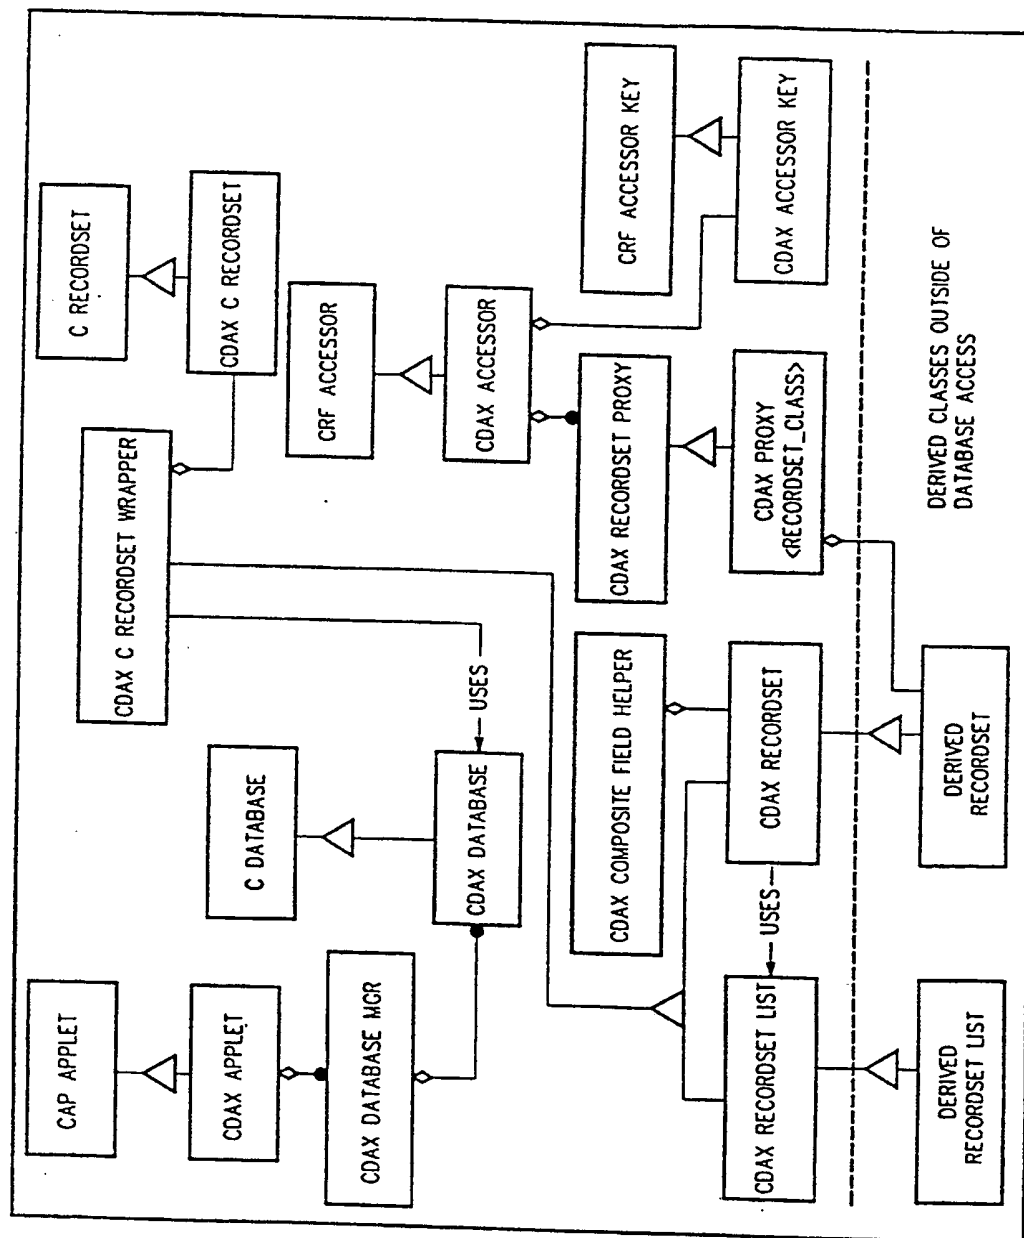 CAP APPLET
CDAX APPLET
CDAX DATABASE MGR
C DATABASE
CDAX DATABASE
USES
CDAX C RECORDSET WRAPPER
C RECORDSET
CDAX C RECORDSET
CRF ACCESSOR
CDAX ACCESSOR
CRF ACCESSOR KEY
CDAX ACCESSOR KEY
CDAX RECORDSET PROXY
CDAX PROXY
<RECORDSET_CLASS>
CDAX COMPOSITE FIELD HELPER
CDAX RECORDSET
USES
CDAX RECORDSET LIST
DERIVED
RECORDSET LIST
DERIVED
RECORDSET
DERIVED CLASSES OUTSIDE OF
DATABASE ACCESS